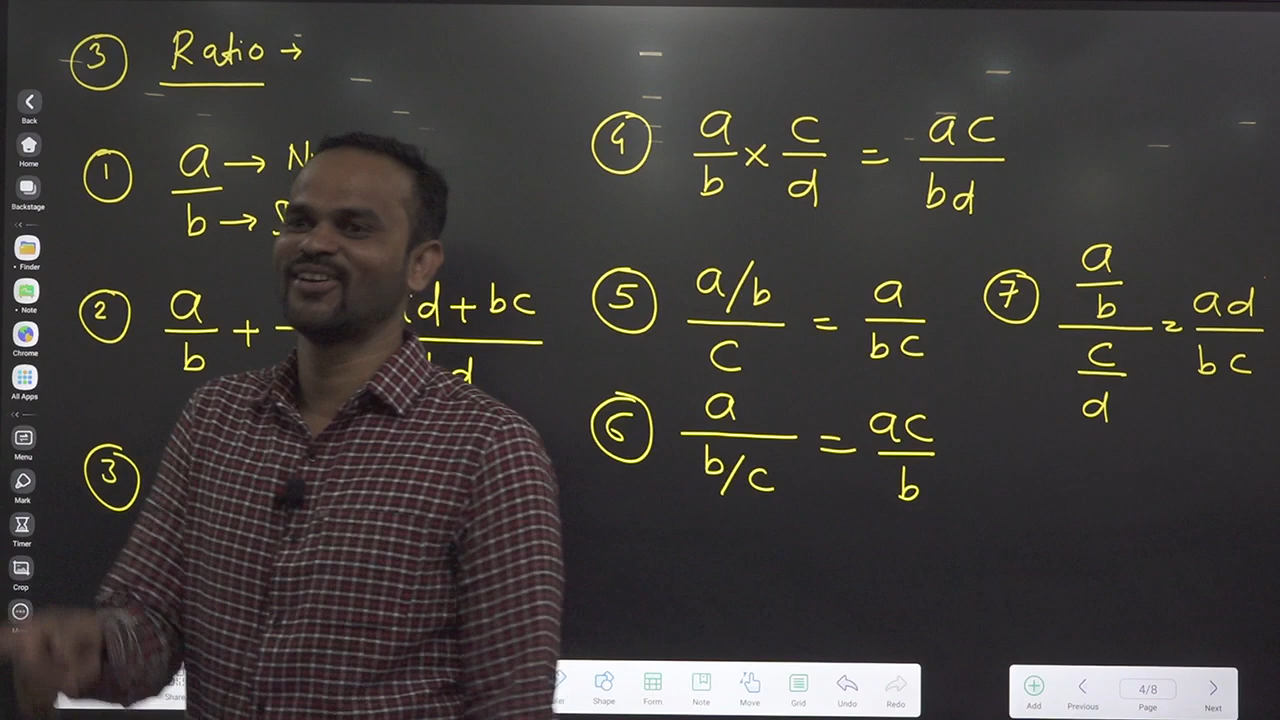 ③ Ratio →
① a/b
a → N
b → S
② a/b +
d + bc
d
③
④ a/b × c/d = ac/bd
⑤ (a/b)/c = a/bc
⑥ a/(b/c) = ac/b
⑦ (a/b)/(c/d) = ad/bc
Back
Home
Backstage
Finder
Note
Chrome
All Apps
Menu
Mark
Timer
Crop
Share
Shape
Form
Note
Move
Grid
Undo
Redo
Add
Previous
4/8
Page
Next